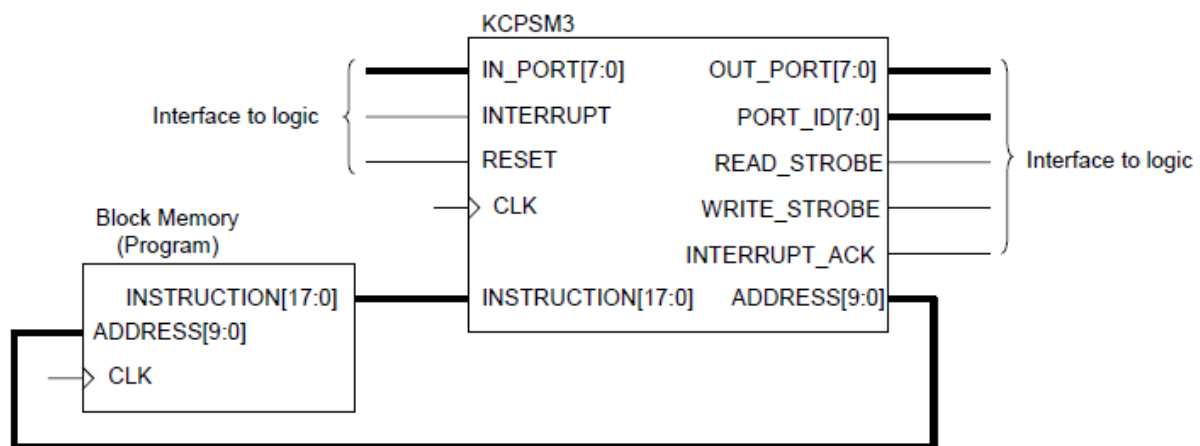 KCPSM3
IN_PORT[7:0]
OUT_PORT[7:0]
Interface to logic
INTERRUPT
PORT_ID[7:0]
RESET
READ_STROBE
Interface to logic
CLK
WRITE_STROBE
INTERRUPT_ACK
Block Memory
(Program)
INSTRUCTION[17:0]
INSTRUCTION[17:0]
ADDRESS[9:0]
ADDRESS[9:0]
CLK